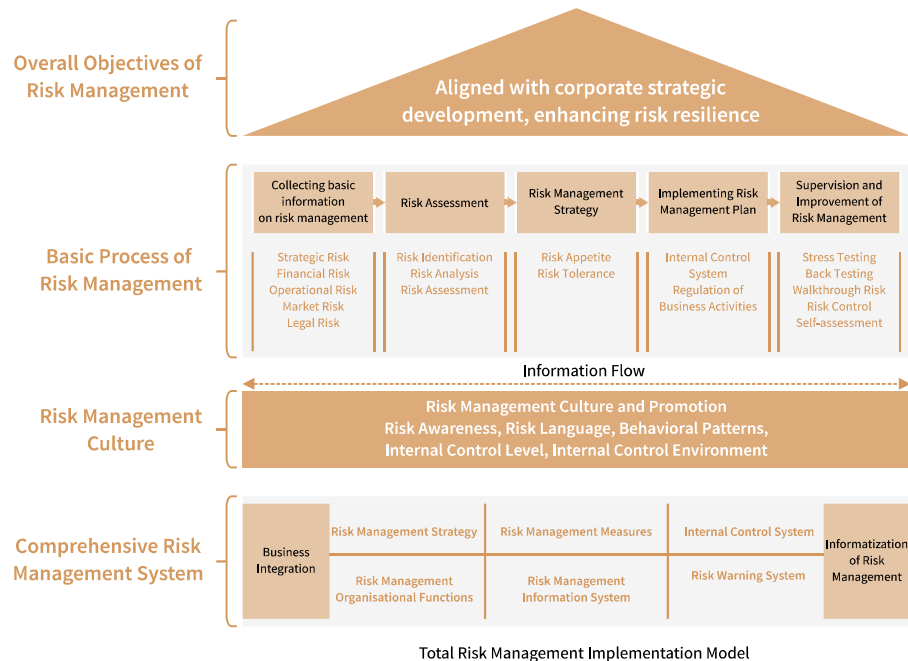 Overall Objectives of
Risk Management
Aligned with corporate strategic
development, enhancing risk resilience
Basic Process of
Risk Management
Collecting basic
information
on risk management
Risk Assessment
Risk Management
Strategy
Implementing Risk
Management Plan
Supervision and
Improvement of
Risk Management
Strategic Risk
Financial Risk
Operational Risk
Market Risk
Legal Risk
Risk Identification
Risk Analysis
Risk Assessment
Risk Appetite
Risk Tolerance
Internal Control
System
Regulation of
Business Activities
Stress Testing
Back Testing
Walkthrough Risk
Risk Control
Self-assessment
Information Flow
Risk Management
Culture
Risk Management Culture and Promotion
Risk Awareness, Risk Language, Behavioral Patterns,
Internal Control Level, Internal Control Environment
Comprehensive Risk
Management System
Business
Integration
Risk Management Strategy
Risk Management Measures
Internal Control System
Risk Management
Organisational Functions
Risk Management
Information System
Risk Warning System
Informatization
of Risk
Management
Total Risk Management Implementation Model